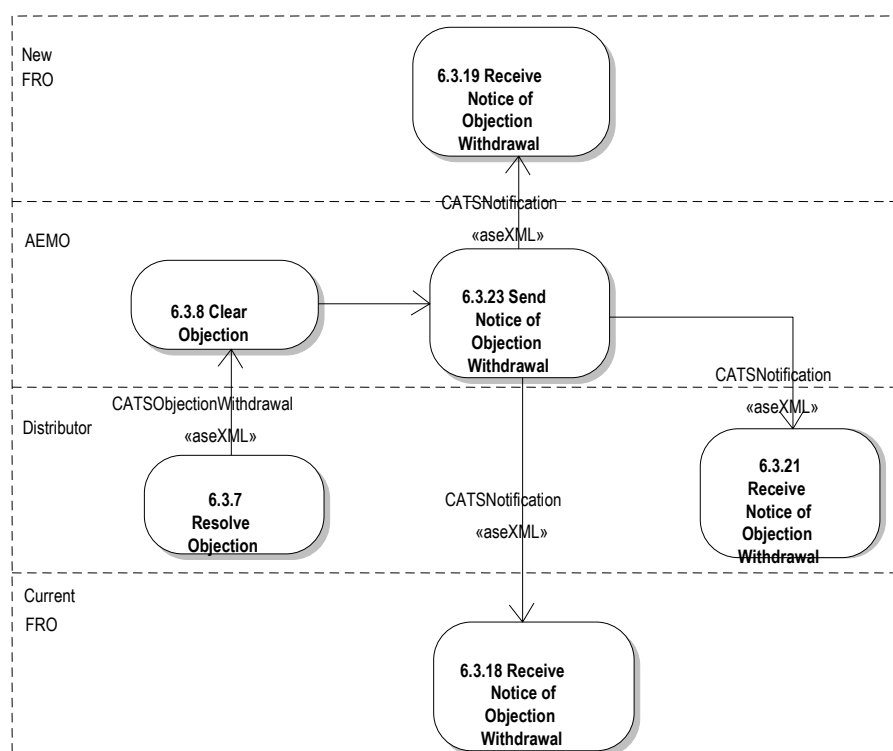 New
FRO
6.3.19 Receive
Notice of
Objection
Withdrawal
CATSNotification
«aseXML»
AEMO
6.3.8 Clear
Objection
6.3.23 Send
Notice of
Objection
Withdrawal
CATSNotification
«aseXML»
CATSObjectionWithdrawal
«aseXML»
Distributor
6.3.7
Resolve
Objection
CATSNotification
«aseXML»
6.3.21
Receive
Notice of
Objection
Withdrawal
Current
FRO
6.3.18 Receive
Notice of
Objection
Withdrawal